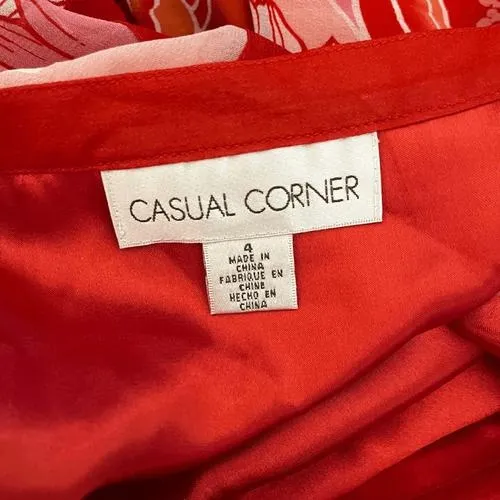 CASUAL CORNER
4
MADE IN
CHINA
FABRIQUE EN
CHINE
HECHO EN
CHINA